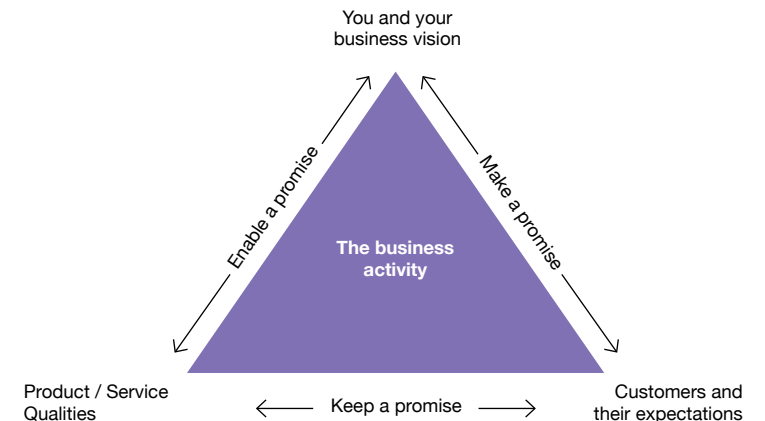 You and your
business vision
Enable a promise
Make a promise
The business
activity
Product / Service
Qualities
Keep a promise
Customers and
their expectations